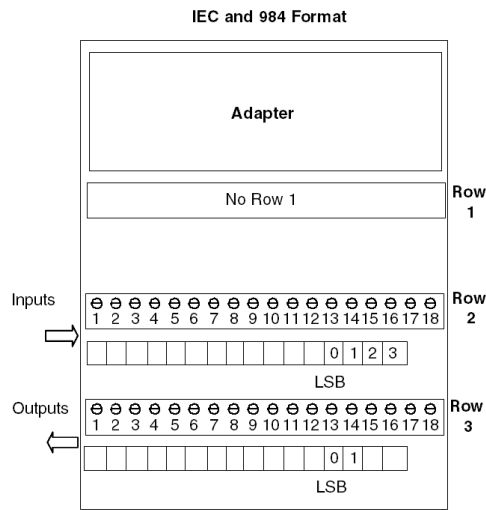 IEC and 984 Format
Adapter
No Row 1
Row 1
Inputs
1 2 3 4 5 6 7 8 9 10 11 12 13 14 15 16 17 18
Row 2
0 1 2 3
LSB
Outputs
1 2 3 4 5 6 7 8 9 10 11 12 13 14 15 16 17 18
Row 3
0 1
LSB